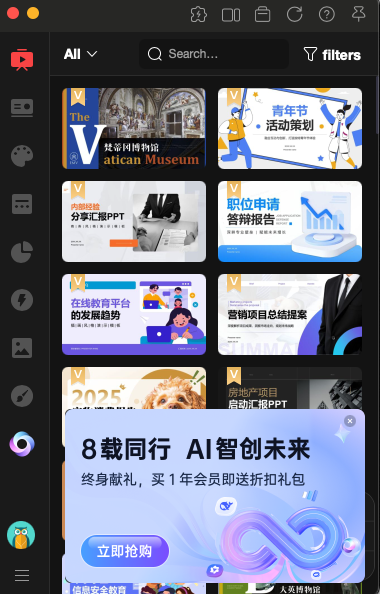 All
Search...
filters
The
V
梵蒂冈博物馆
atican Museum
青年节
活动策划
内部经验
分享汇报PPT
职位申请
答辩报告
在线教育平台
的发展趋势
营销项目总结提案
SUMMA
2025
房地产项目
启动汇报PPT
8载同行 AI智创未来
终身献礼，买1年会员即送折扣礼包
立即抢购
信息安全教育
大英博物馆